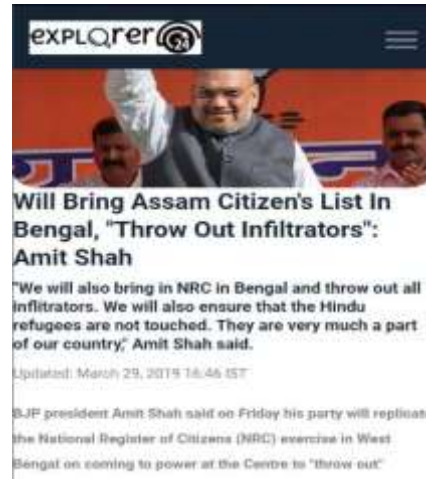 explorer 24
Will Bring Assam Citizen's List In
Bengal, "Throw Out Infiltrators":
Amit Shah
"We will also bring in NRC in Bengal and throw out all
inflitrators. We will also ensure that the Hindu
refugees are not touched. They are very much a part
of our country," Amit Shah said.
Updated: March 29, 2019 16:46 IST
BJP president Amit Shah said on Friday his party will replicat
the National Register of Citizens (NRC) exercise in West
Bengal on coming to power at the Centre to "throw out"